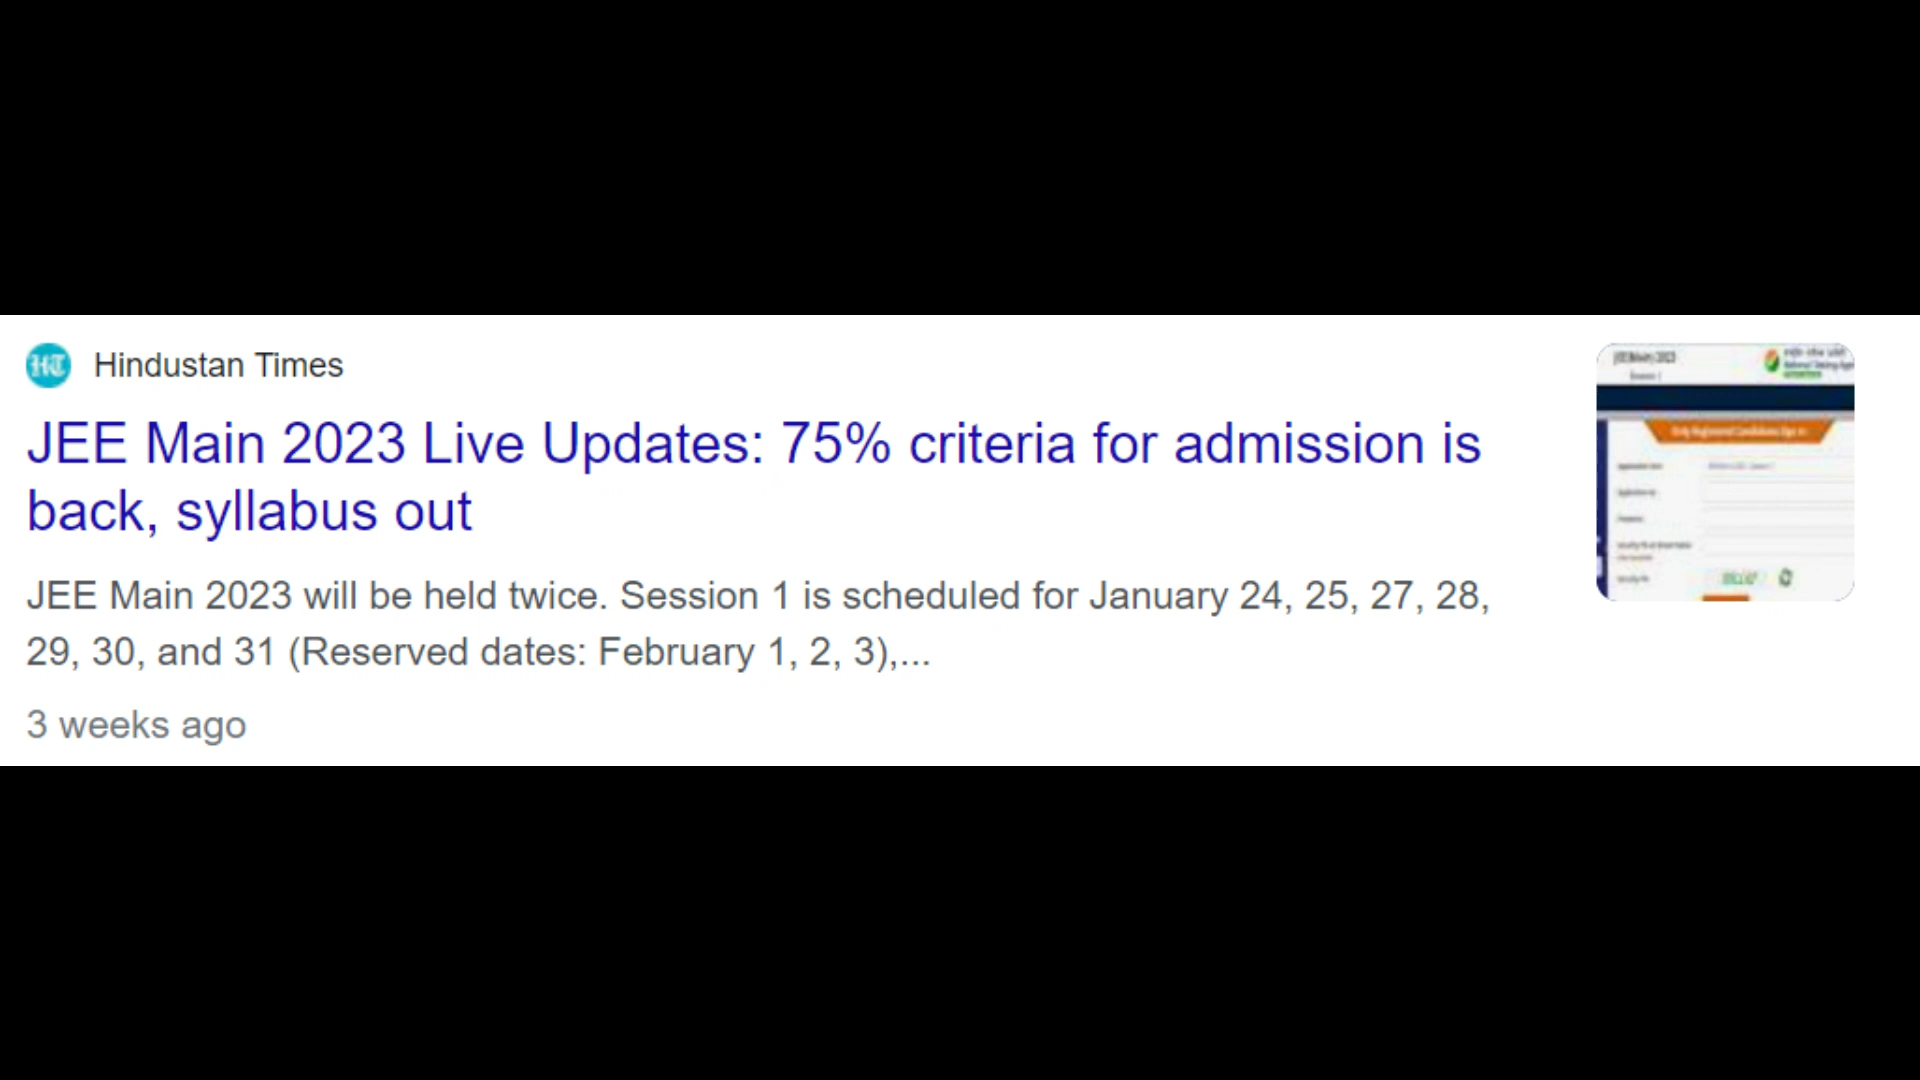 HT Hindustan Times
JEE Main 2023 Live Updates: 75% criteria for admission is
back, syllabus out
JEE Main 2023 will be held twice. Session 1 is scheduled for January 24, 25, 27, 28,
29, 30, and 31 (Reserved dates: February 1, 2, 3),...
3 weeks ago